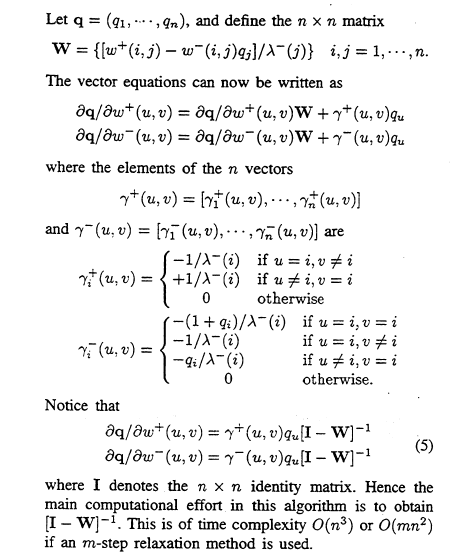 Let q = (q₁, ···, qₙ), and define the n × n matrix
W = {[w⁺(i, j) − w⁻(i, j)qⱼ]/λ⁻(j)} i, j = 1, ···, n.
The vector equations can now be written as
∂q/∂w⁺(u, v) = ∂q/∂w⁺(u, v)W + γ⁺(u, v)qᵤ
∂q/∂w⁻(u, v) = ∂q/∂w⁻(u, v)W + γ⁻(u, v)qᵤ
where the elements of the n vectors
γ⁺(u, v) = [γ₁⁺(u, v), ···, γₙ⁺(u, v)]
and γ⁻(u, v) = [γ₁⁻(u, v), ···, γₙ⁻(u, v)] are
γᵢ⁺(u, v) = { −1/λ⁻(i) if u = i, v ≠ i
+1/λ⁻(i) if u ≠ i, v = i
0 otherwise
γᵢ⁻(u, v) = { −(1 + qᵢ)/λ⁻(i) if u = i, v = i
−1/λ⁻(i) if u = i, v ≠ i
−qᵢ/λ⁻(i) if u ≠ i, v = i
0 otherwise.
Notice that
∂q/∂w⁺(u, v) = γ⁺(u, v)qᵤ[I − W]⁻¹
∂q/∂w⁻(u, v) = γ⁻(u, v)qᵤ[I − W]⁻¹
(5)
where I denotes the n × n identity matrix. Hence the
main computational effort in this algorithm is to obtain
[I − W]⁻¹. This is of time complexity O(n³) or O(mn²)
if an m-step relaxation method is used.